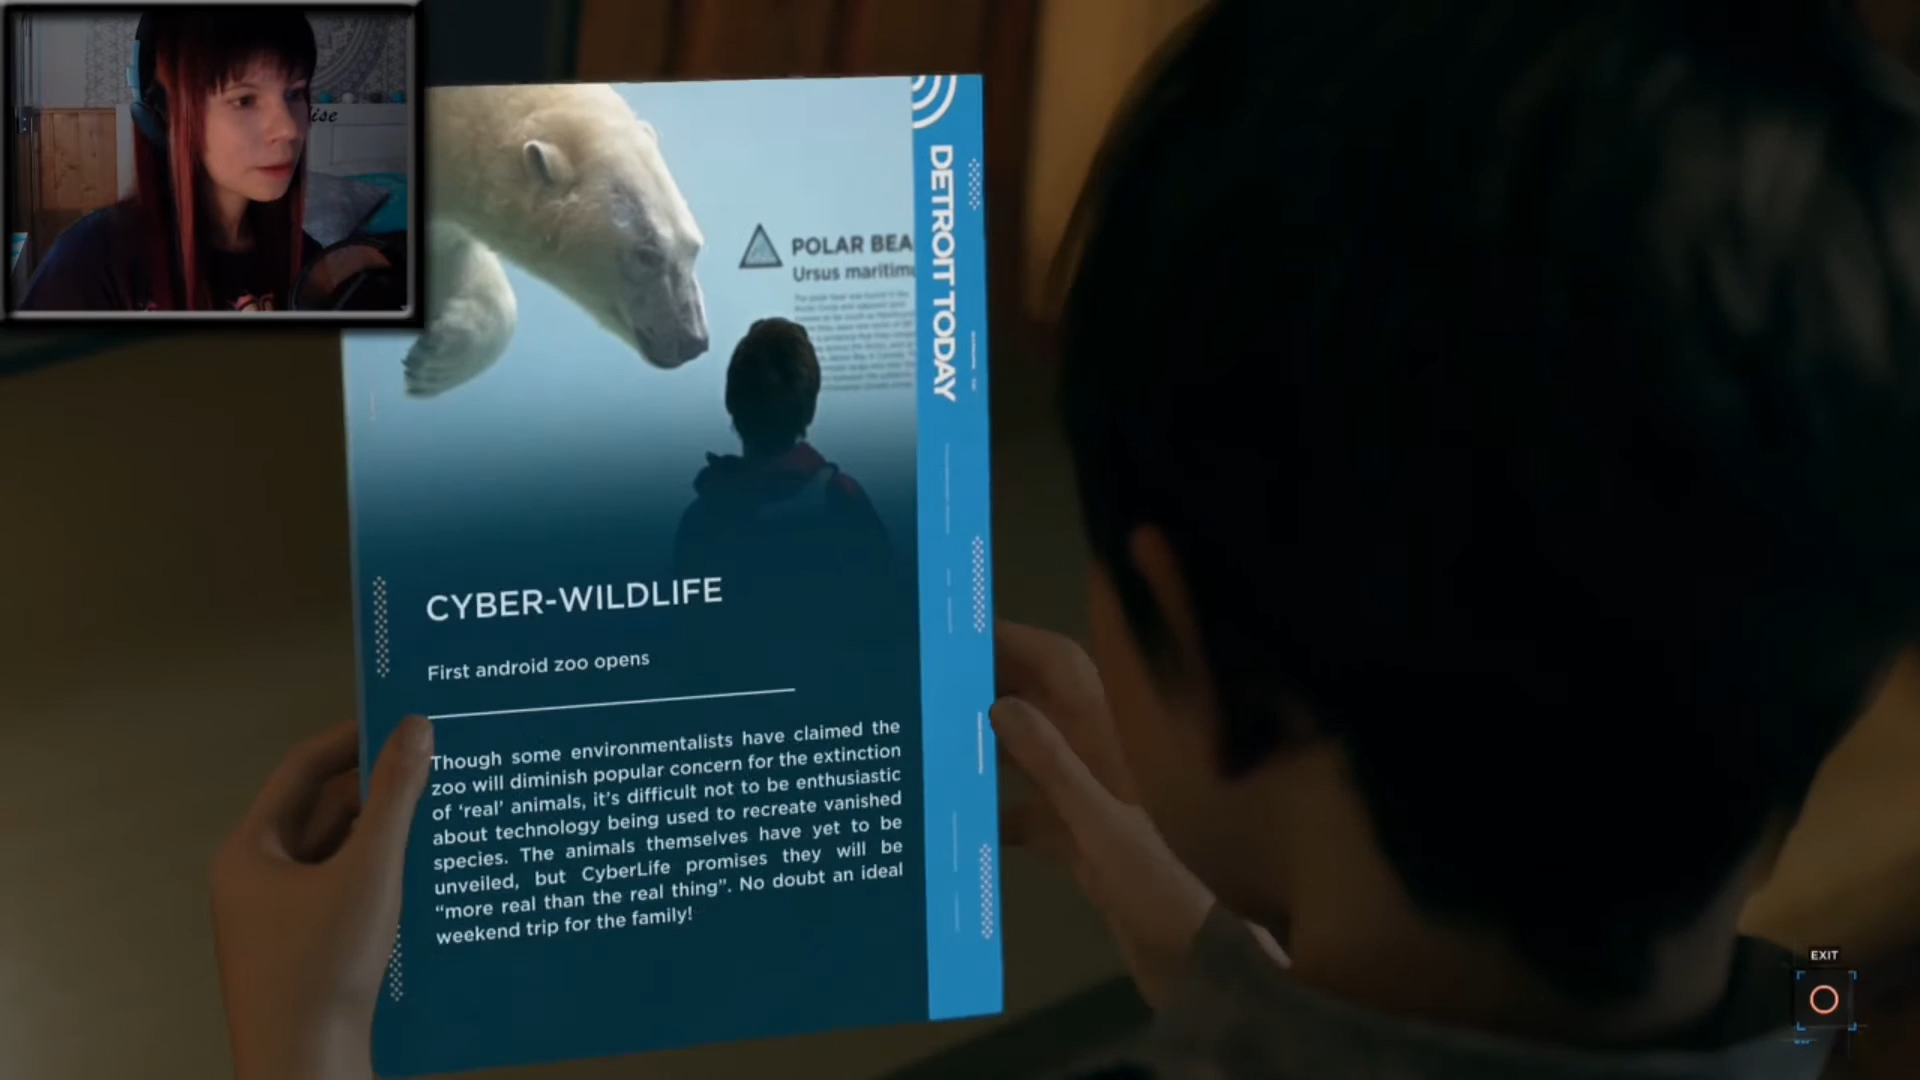 ise
DETROIT TODAY
POLAR BEA
Ursus maritimu
CYBER-WILDLIFE
First android zoo opens
Though some environmentalists have claimed the
zoo will diminish popular concern for the extinction
of ‘real’ animals, it’s difficult not to be enthusiastic
about technology being used to recreate vanished
species. The animals themselves have yet to be
unveiled, but CyberLife promises they will be
“more real than the real thing”. No doubt an ideal
weekend trip for the family!
EXIT